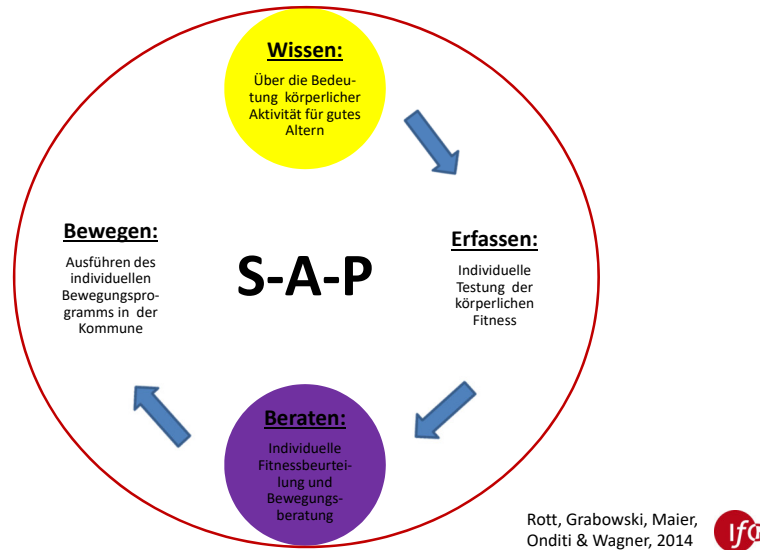 Wissen:
Über die Bedeu-
tung körperlicher
Aktivität für gutes
Altern
Bewegen:
Ausführen des
individuellen
Bewegungspro-
gramms in der
Kommune
S-A-P
Erfassen:
Individuelle
Testung der
körperlichen
Fitness
Beraten:
Individuelle
Fitnessbeurtei-
lung und
Bewegungs-
beratung
Rott, Grabowski, Maier,
Onditi & Wagner, 2014